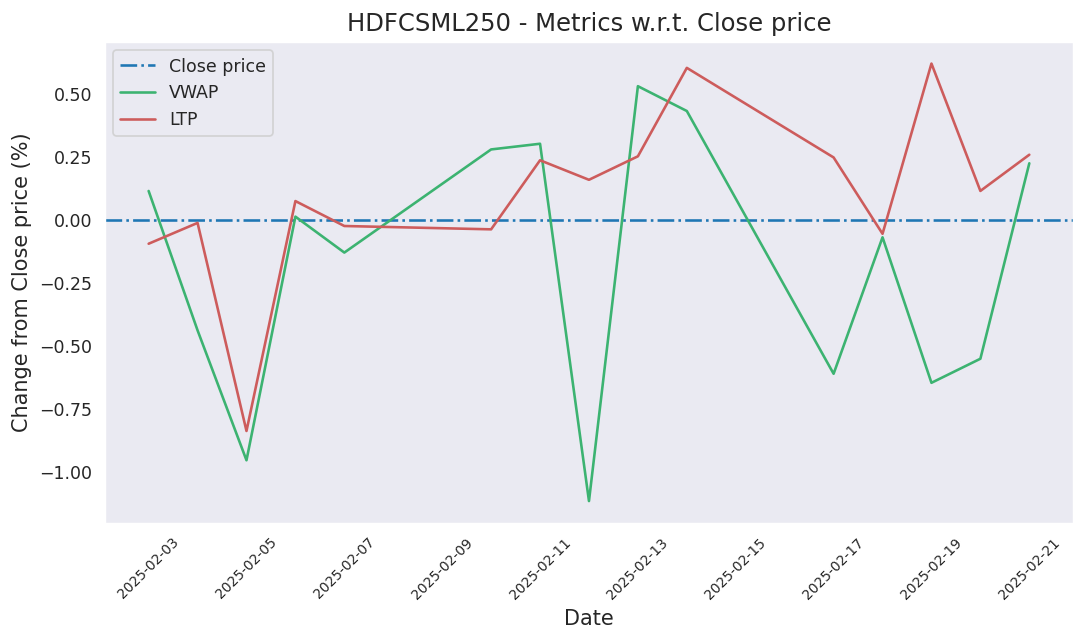 HDFCSML250 - Metrics w.r.t. Close price
Close price
VWAP
LTP
Change from Close price (%)
0.50
0.25
0.00
−0.25
−0.50
−0.75
−1.00
2025-02-03
2025-02-05
2025-02-07
2025-02-09
2025-02-11
2025-02-13
2025-02-15
2025-02-17
2025-02-19
2025-02-21
Date